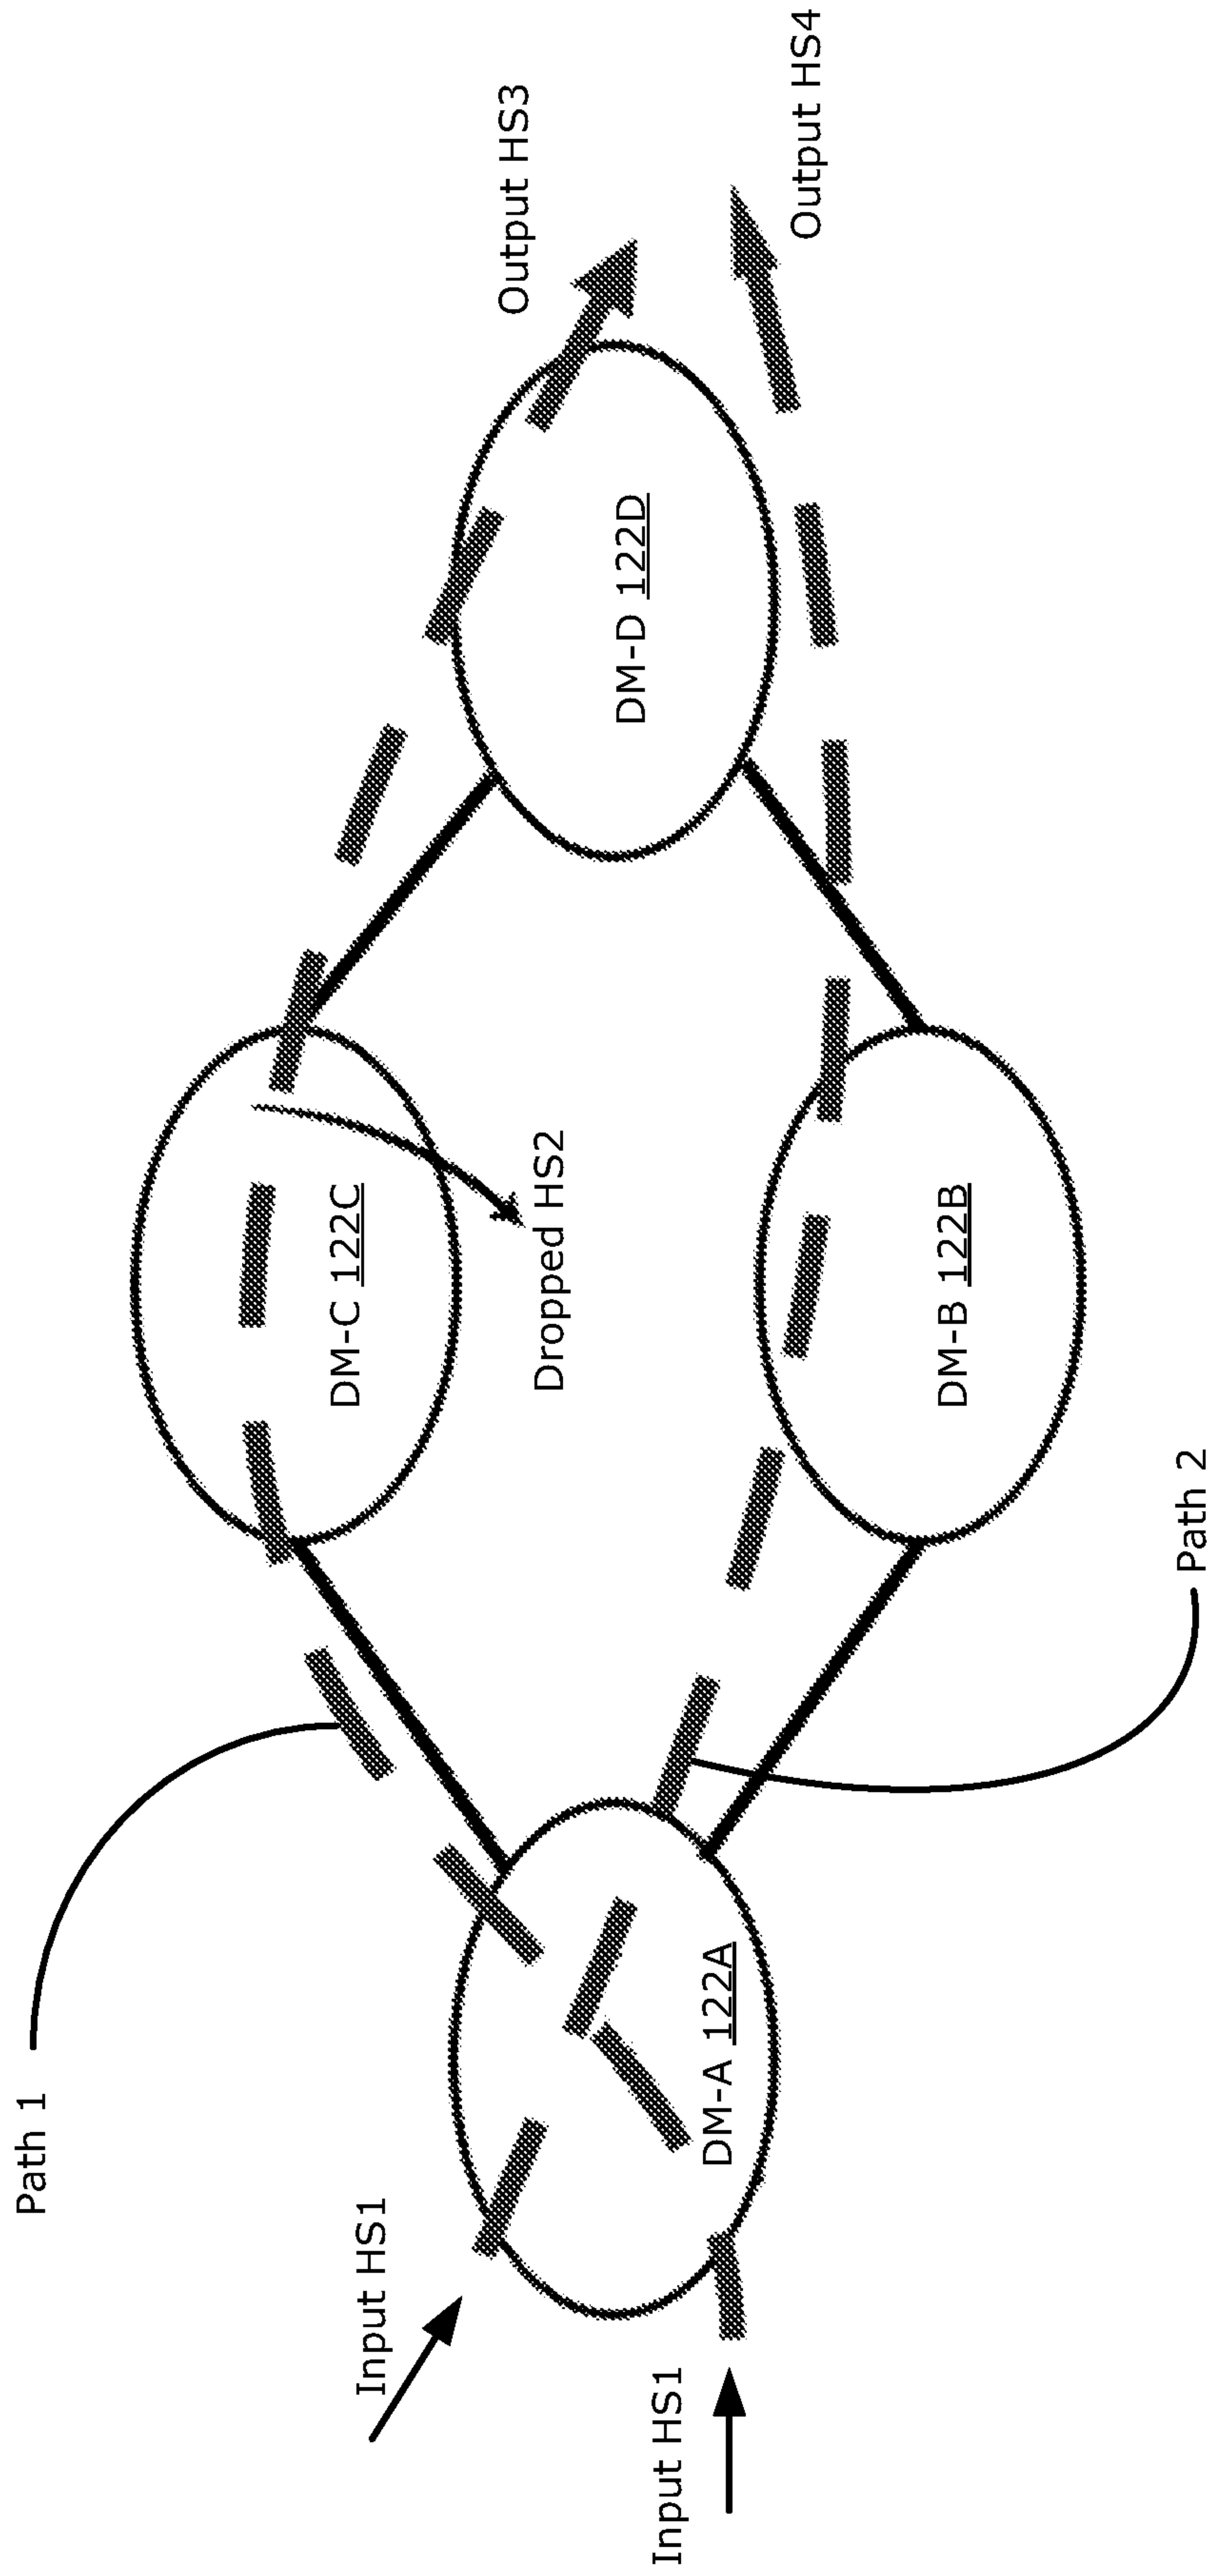 Path 1
Input HS1
Input HS1
DM-A 122A
DM-C 122C
Dropped HS2
DM-B 122B
Path 2
DM-D 122D
Output HS3
Output HS4